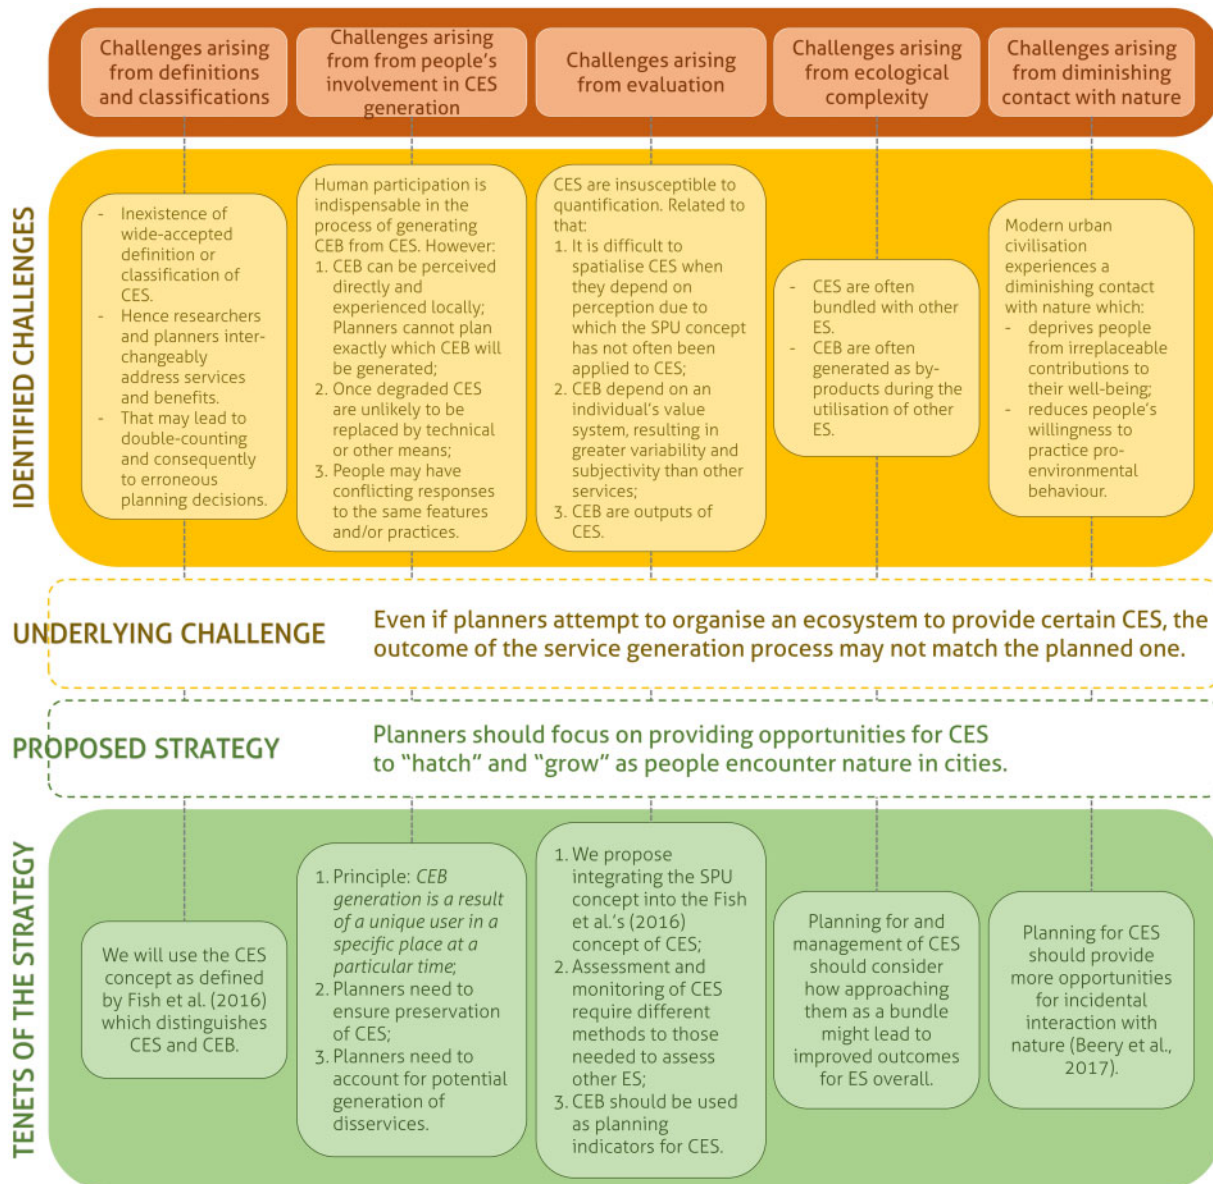 Challenges arising
from definitions
and classifications
Challenges arising
from from people's
involvement in CES
generation
Challenges arising
from evaluation
Challenges arising
from ecological
complexity
Challenges arising
from diminishing
contact with nature
IDENTIFIED CHALLENGES
- Inexistence of
wide-accepted
definition or
classification of
CES.
- Hence researchers
and planners inter-
changeably
address services
and benefits.
- That may lead to
double-counting
and consequently
to erroneous
planning decisions.
Human participation is
indispensable in the
process of generating
CEB from CES. However:
1. CEB can be perceived
directly and
experienced locally;
Planners cannot plan
exactly which CEB will
be generated;
2. Once degraded CES
are unlikely to be
replaced by technical
or other means;
3. People may have
conflicting responses
to the same features
and/or practices.
CES are insusceptible to
quantification. Related to
that:
1. It is difficult to
spatialise CES when
they depend on
perception due to
which the SPU concept
has not often been
applied to CES;
2. CEB depend on an
individual's value
system, resulting in
greater variability and
subjectivity than other
services;
3. CEB are outputs of
CES.
- CES are often
bundled with other
ES.
- CEB are often
generated as by-
products during the
utilisation of other
ES.
Modern urban
civilisation
experiences a
diminishing contact
with nature which:
- deprives people
from irreplaceable
contributions to
their well-being;
- reduces people's
willingness to
practice pro-
environmental
behaviour.
UNDERLYING CHALLENGE
Even if planners attempt to organise an ecosystem to provide certain CES, the
outcome of the service generation process may not match the planned one.
PROPOSED STRATEGY
Planners should focus on providing opportunities for CES
to "hatch" and "grow" as people encounter nature in cities.
TENETS OF THE STRATEGY
We will use the CES
concept as defined
by Fish et al. (2016)
which distinguishes
CES and CEB.
1. Principle: CEB
generation is a result
of a unique user in a
specific place at a
particular time;
2. Planners need to
ensure preservation
of CES;
3. Planners need to
account for potential
generation of
disservices.
1. We propose
integrating the SPU
concept into the Fish
et al.'s (2016)
concept of CES;
2. Assessment and
monitoring of CES
require different
methods to those
needed to assess
other ES;
3. CEB should be used
as planning
indicators for CES.
Planning for and
management of CES
should consider
how approaching
them as a bundle
might lead to
improved outcomes
for ES overall.
Planning for CES
should provide
more opportunities
for incidental
interaction with
nature (Beery et al.,
2017).